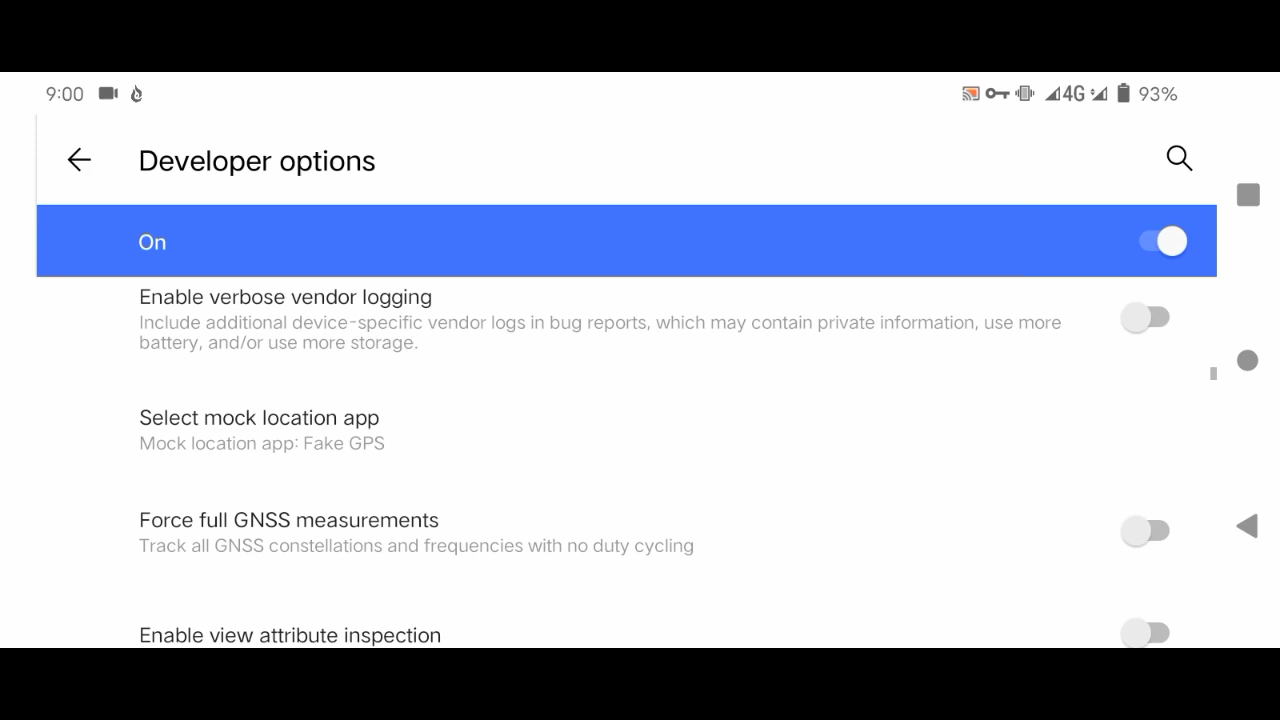 9:00 4G 93%
Developer options
On
Enable verbose vendor logging
Include additional device-specific vendor logs in bug reports, which may contain private information, use more
battery, and/or use more storage.
Select mock location app
Mock location app: Fake GPS
Force full GNSS measurements
Track all GNSS constellations and frequencies with no duty cycling
Enable view attribute inspection